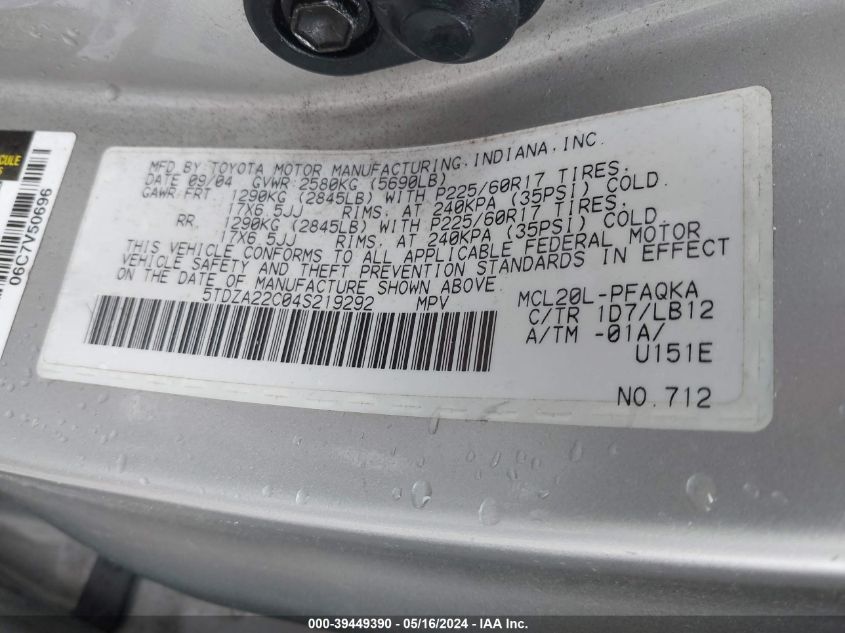 MFD.BY TOYOTA MOTOR MANUFACTURING,INDIANA,INC.
DATE 09/04 GVWR 2580KG (5690LB)
GAWR FRT 1290KG (2845LB) WITH P225/60R17 TIRES.
17X6.5JJ RIMS. AT 240KPA (35PSI) COLD.
RR 1290KG (2845LB) WITH P225/60R17 TIRES.
17X6.5JJ RIMS. AT 240KPA (35PSI) COLD.
THIS VEHICLE CONFORMS TO ALL APPLICABLE FEDERAL MOTOR
VEHICLE SAFETY AND THEFT PREVENTION STANDARDS IN EFFECT
ON THE DATE OF MANUFACTURE SHOWN ABOVE.
5TDZA22C04S219292 MPV
MCL20L-PFAQKA
C/TR 1D7/LB12
A/TM -01A/
U151E
NO.712
06C7V50696
000-39449390 - 05/16/2024 - IAA Inc.